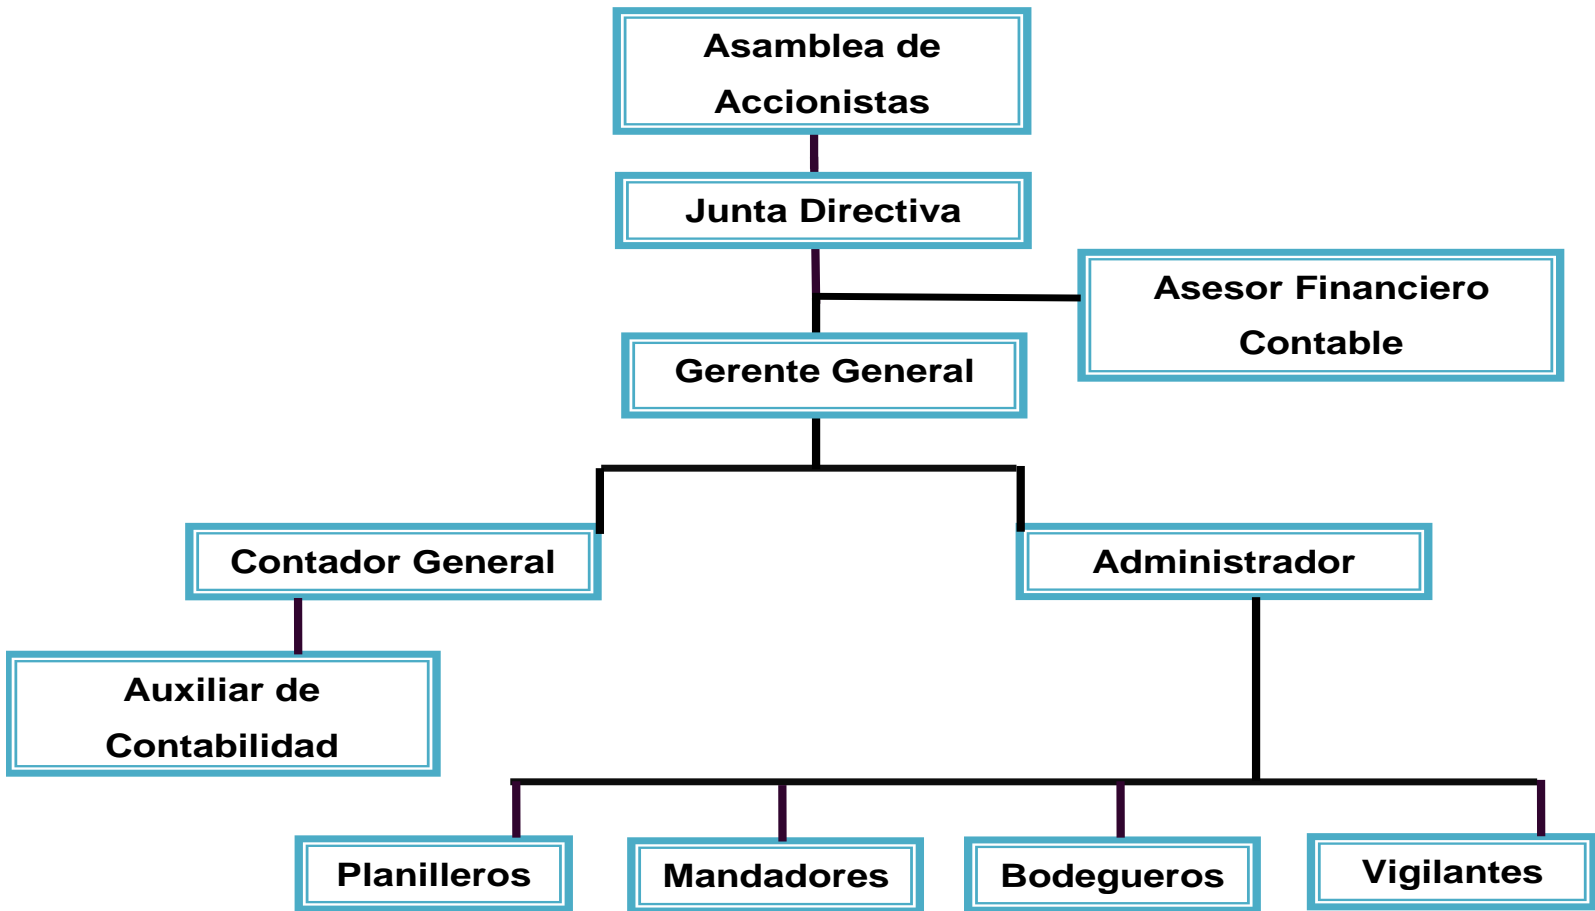 Asamblea de
Accionistas
Junta Directiva
Asesor Financiero
Contable
Gerente General
Contador General
Administrador
Auxiliar de
Contabilidad
Planilleros
Mandadores
Bodegueros
Vigilantes